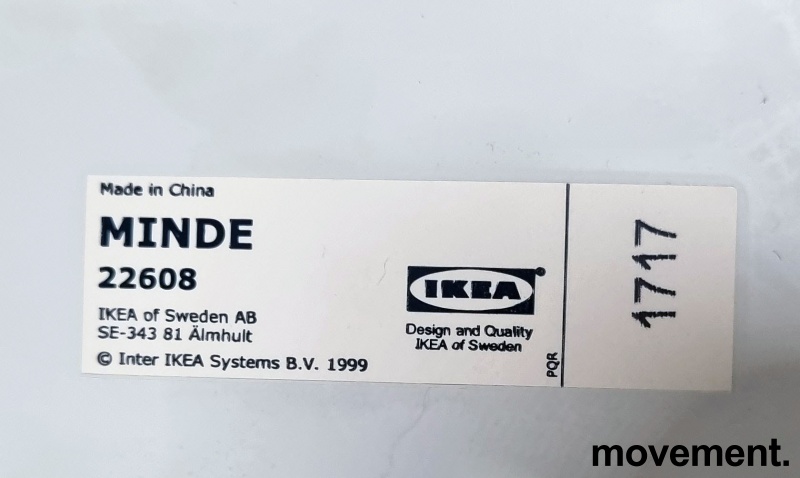 Made in China
MINDE
22608
IKEA of Sweden AB
SE-343 81 Älmhult
© Inter IKEA Systems B.V. 1999
IKEA
Design and Quality
IKEA of Sweden
PQR
1717
movement.